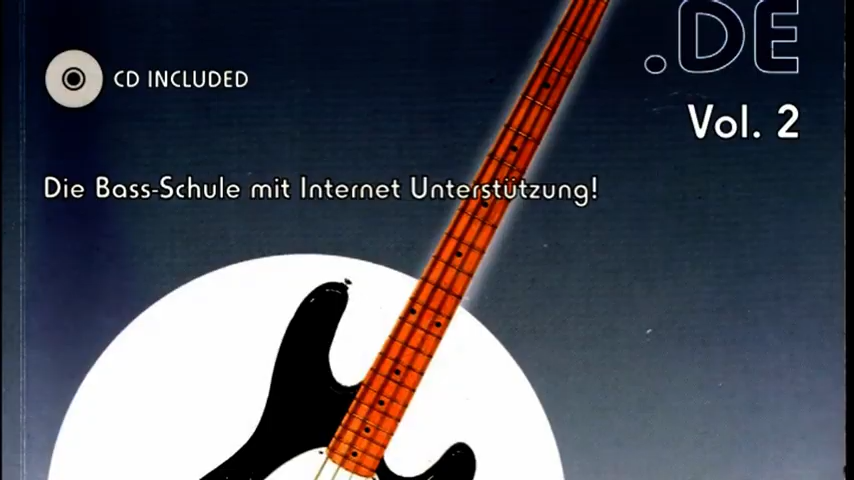 .DE
CD INCLUDED
Vol. 2
Die Bass-Schule mit Internet Unterstützung!